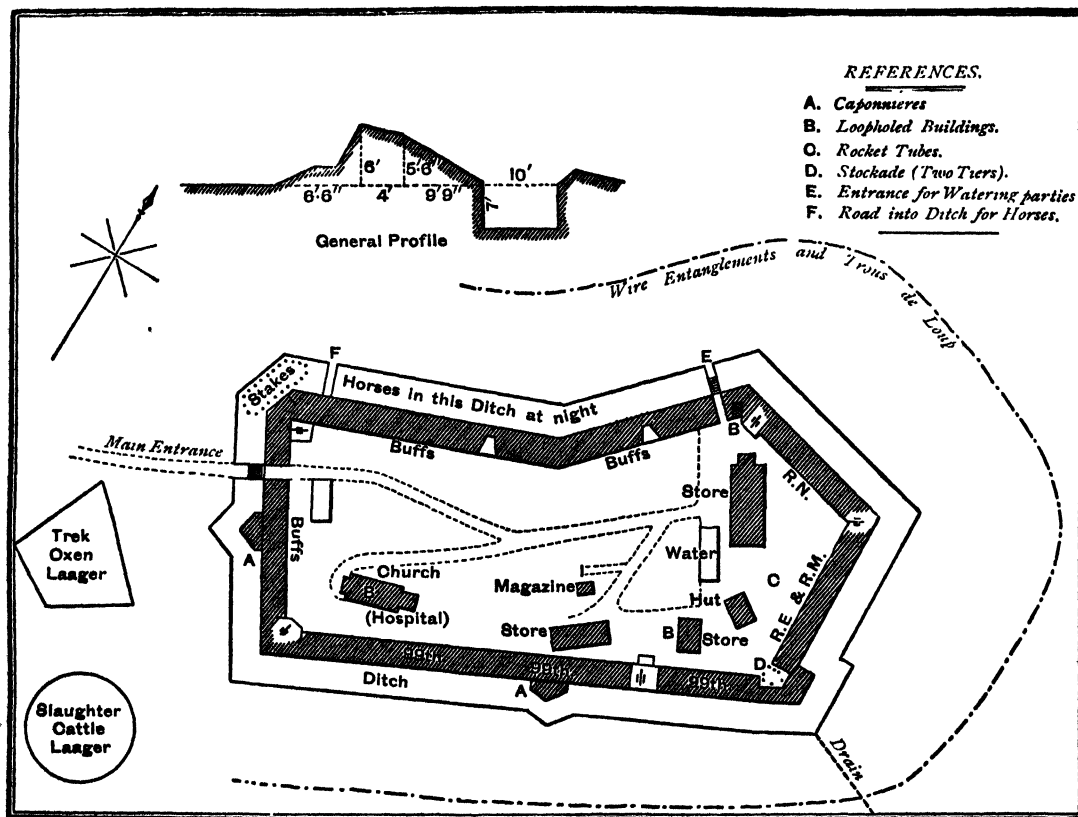 REFERENCES.
A. Caponnieres
B. Loopholed Buildings.
C. Rocket Tubes.
D. Stockade (Two Tiers).
E. Entrance for Watering parties
F. Road into Ditch for Horses.
6'
5'6"
10'
6'·6"
4'
9'9"
7'
General Profile
Wire Entanglements and Trous de Loup
F
E
Stakes
Horses in this Ditch at night
Main Entrance
Buffs
Buffs
B
R.N.
Store
Buffs
A
Trek
Oxen
Laager
Church
B
(Hospital)
Magazine
Water
C
Hut
R.E & R.M.
Store
B
Store
D
99th.
99th.
99th.
Ditch
A
Slaughter
Cattle
Laager
Drain